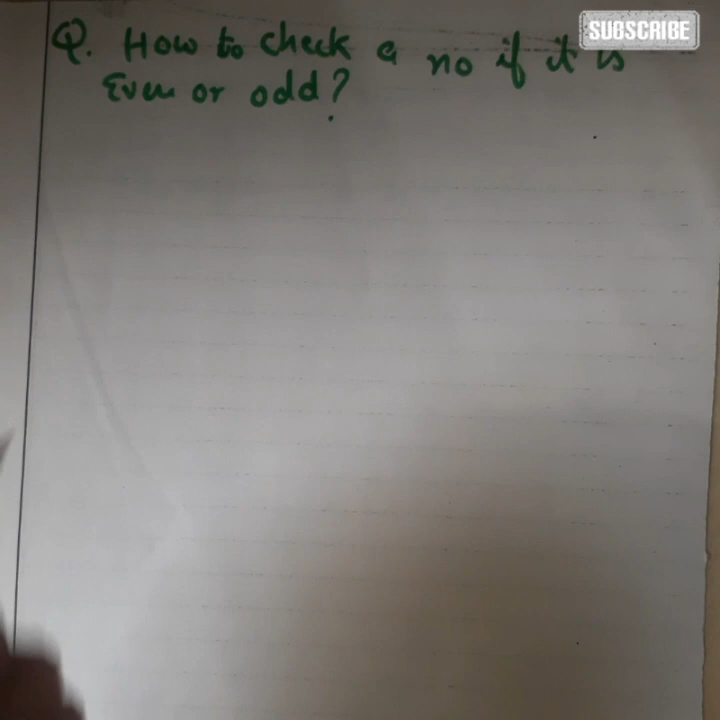 SUBSCRIBE
Q. How to check a no if it is
Even or odd?